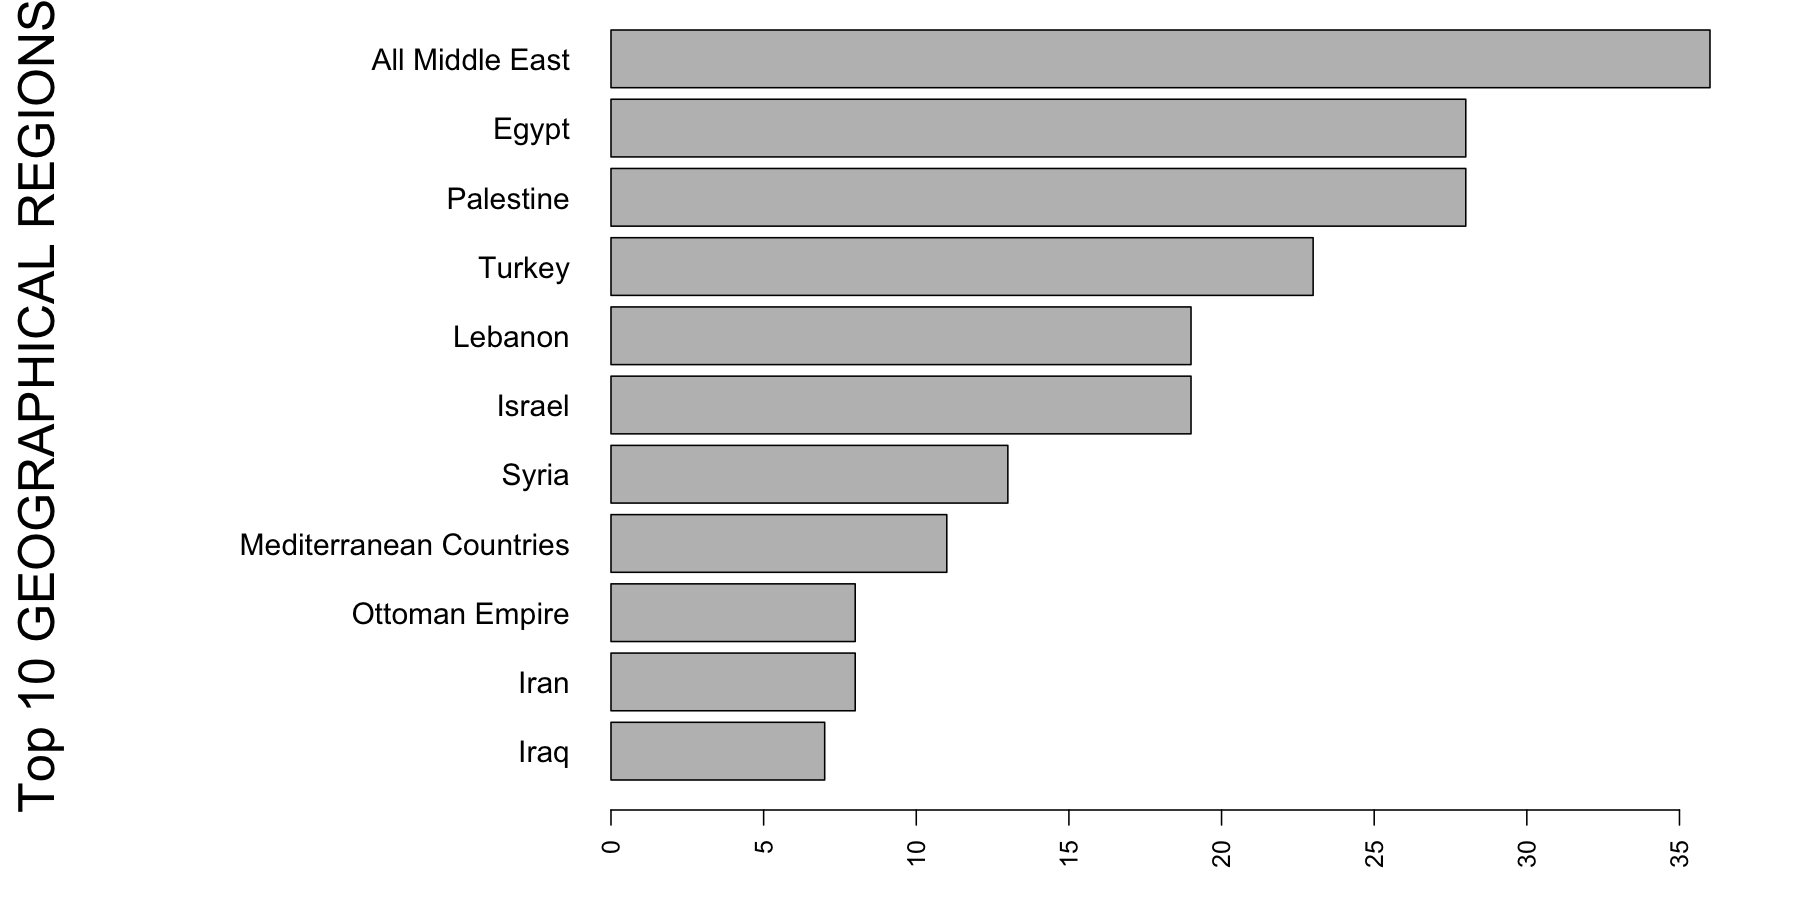 Top 10 GEOGRAPHICAL REGIONS
All Middle East
Egypt
Palestine
Turkey
Lebanon
Israel
Syria
Mediterranean Countries
Ottoman Empire
Iran
Iraq
0 5 10 15 20 25 30 35